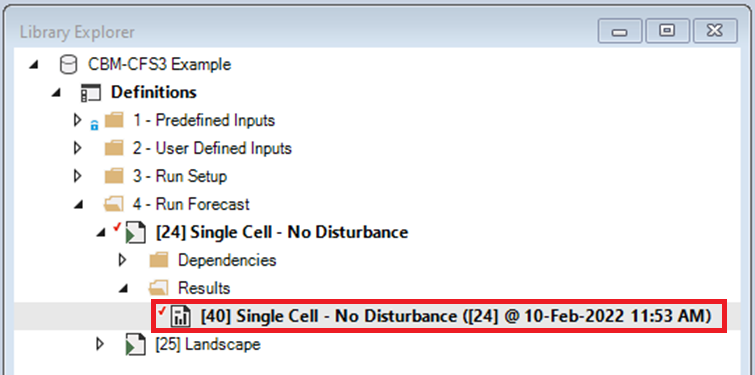 Library Explorer
CBM-CFS3 Example
Definitions
1 - Predefined Inputs
2 - User Defined Inputs
3 - Run Setup
4 - Run Forecast
[24] Single Cell - No Disturbance
Dependencies
Results
[40] Single Cell - No Disturbance ([24] @ 10-Feb-2022 11:53 AM)
[25] Landscape